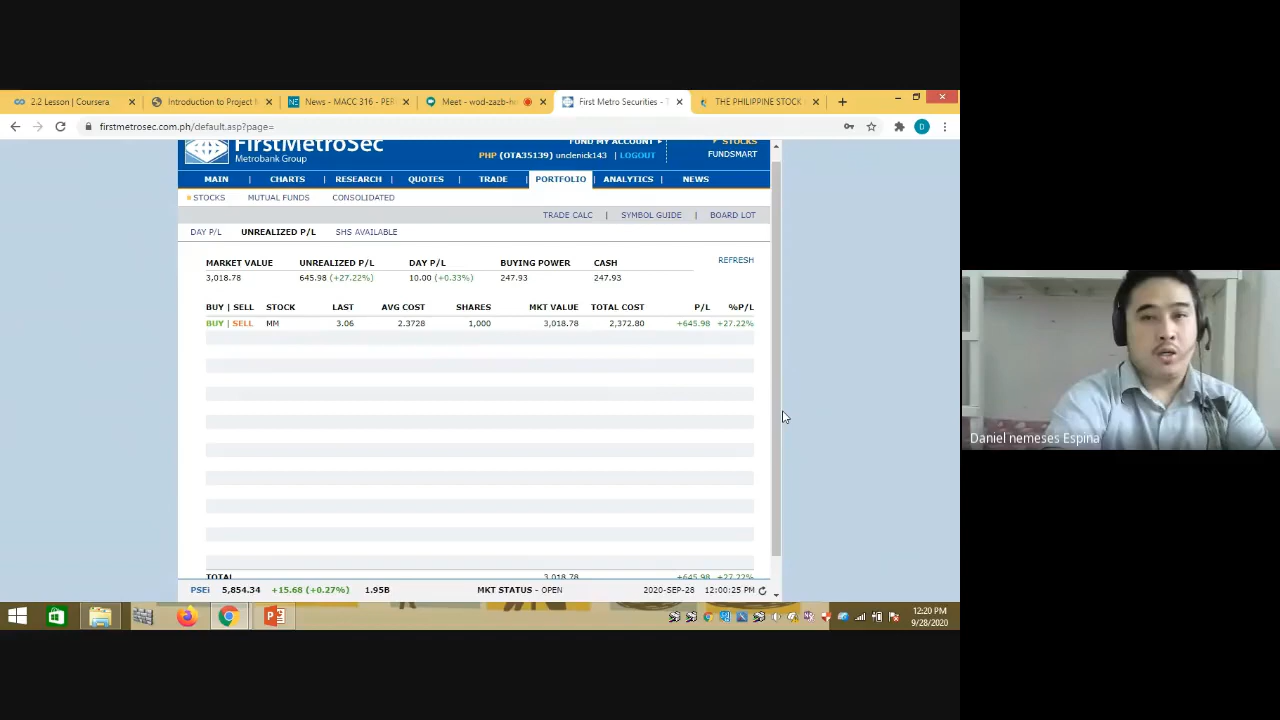 2.2 Lesson | Coursera
Introduction to Project M
News - MACC 316 - PER
Meet - wod-zazb-h
First Metro Securities - T
THE PHILIPPINE STOCK
firstmetrosec.com.ph/default.asp?page=
D
FirstMetroSec
Metrobank Group
FUND MY ACCOUNT
STOCKS
PHP (OTA35139) unclenick143 | LOGOUT
FUNDSMART
MAIN | CHARTS | RESEARCH | QUOTES | TRADE | PORTFOLIO | ANALYTICS | NEWS
STOCKS MUTUAL FUNDS CONSOLIDATED
TRADE CALC | SYMBOL GUIDE | BOARD LOT
DAY P/L UNREALIZED P/L SHS AVAILABLE
MARKET VALUE UNREALIZED P/L DAY P/L BUYING POWER CASH REFRESH
3,018.78 645.98 (+27.22%) 10.00 (+0.33%) 247.93 247.93
BUY | SELL STOCK LAST AVG COST SHARES MKT VALUE TOTAL COST P/L %P/L
BUY | SELL MM 3.06 2.3728 1,000 3,018.78 2,372.80 +645.98 +27.22%
TOTAL 3,018.78 +645.98 +27.22%
PSEi 5,854.34 +15.68 (+0.27%) 1.95B MKT STATUS - OPEN 2020-SEP-28 12:00:25 PM
12:20 PM
9/28/2020
Daniel nemeses Espina